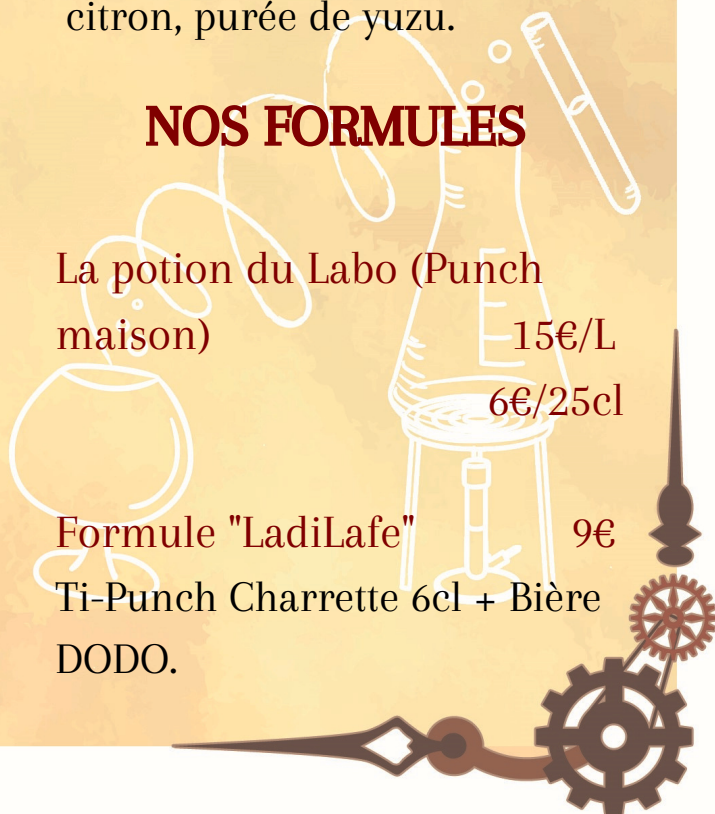 citron, purée de yuzu.
NOS FORMULES
La potion du Labo (Punch
maison) 15€/L
6€/25cl
Formule "LadiLafe" 9€
Ti-Punch Charrette 6cl + Bière
DODO.